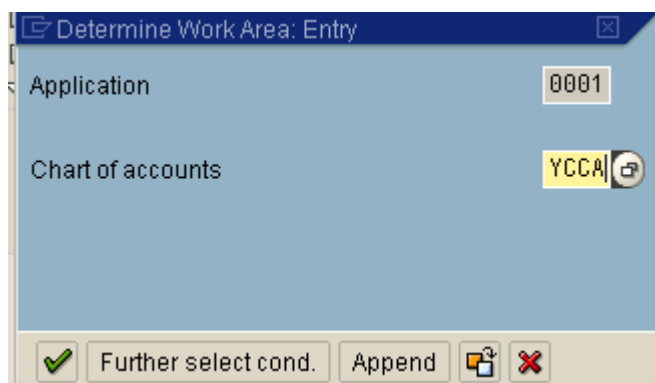 Determine Work Area: Entry
Application 0001
Chart of accounts YCCA
Further select cond. Append